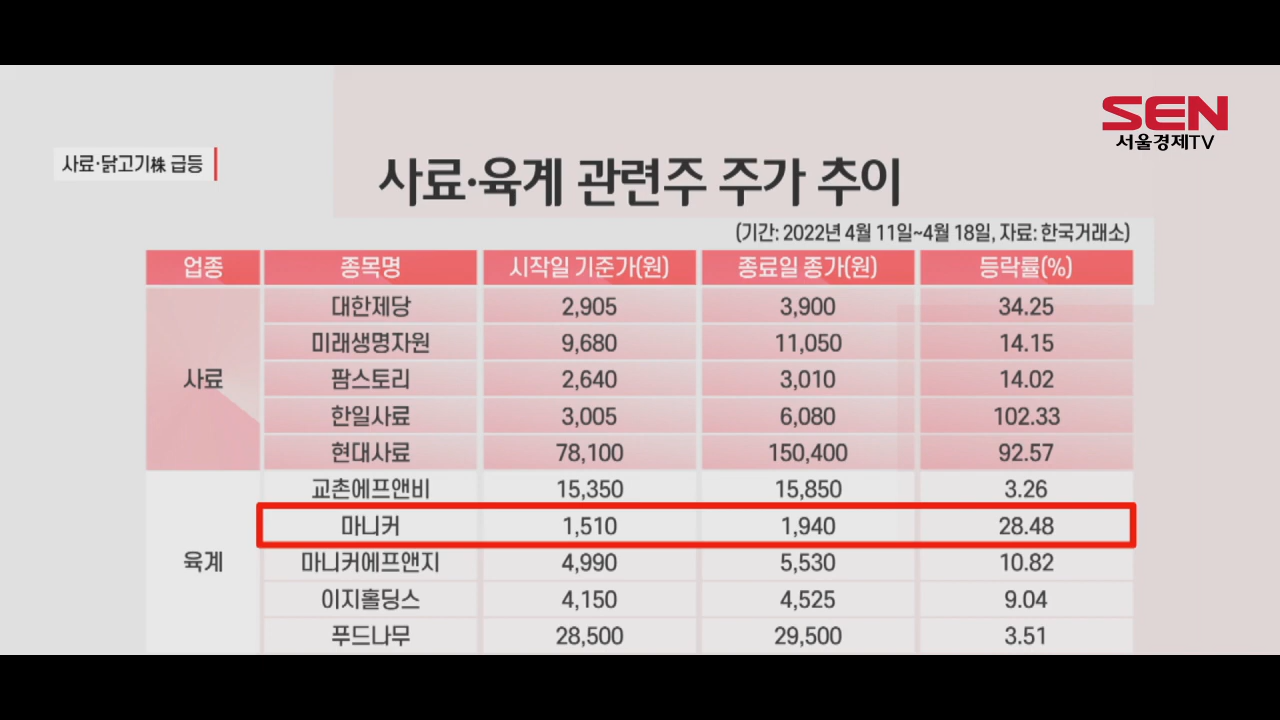 SEN
서울경제TV
사료·닭고기株 급등
사료·육계 관련주 주가 추이
(기간: 2022년 4월 11일~4월 18일, 자료: 한국거래소)
업종 종목명 시작일 기준가(원) 종료일 종가(원) 등락률(%)
대한제당 2,905 3,900 34.25
미래생명자원 9,680 11,050 14.15
사료 팜스토리 2,640 3,010 14.02
한일사료 3,005 6,080 102.33
현대사료 78,100 150,400 92.57
교촌에프앤비 15,350 15,850 3.26
마니커 1,510 1,940 28.48
육계 마니커에프앤지 4,990 5,530 10.82
이지홀딩스 4,150 4,525 9.04
푸드나무 28,500 29,500 3.51